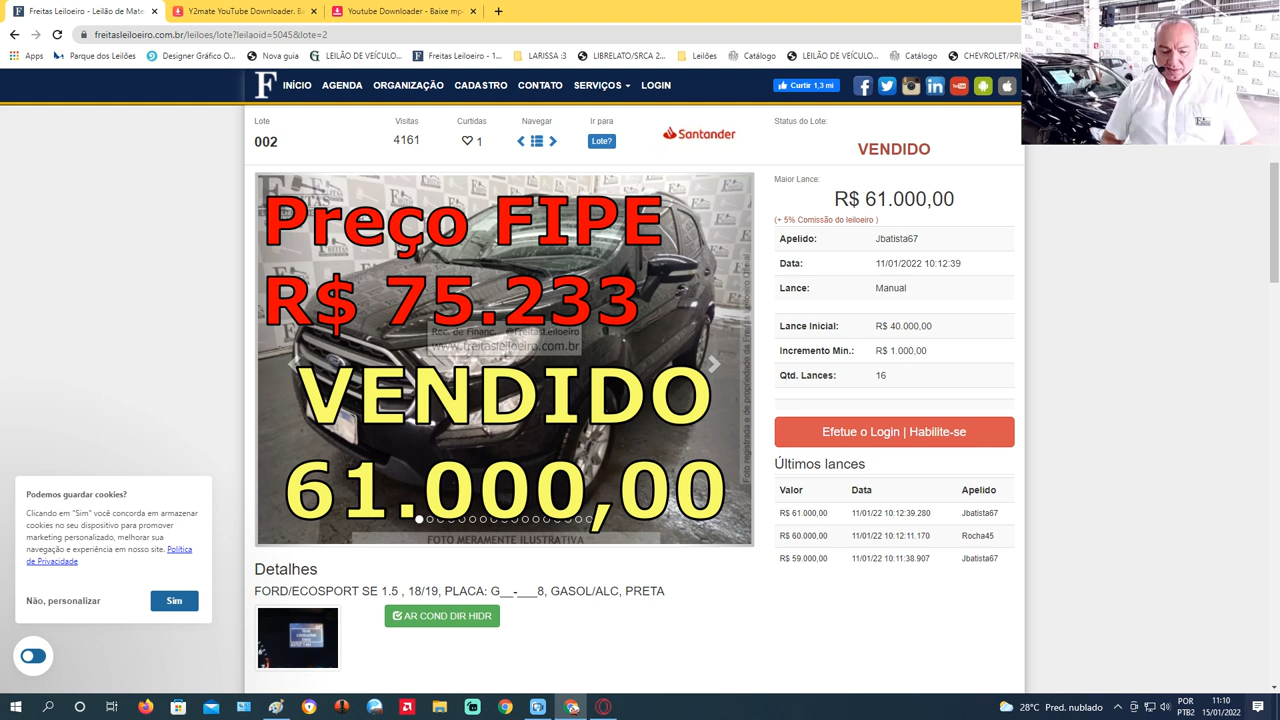 Freitas Leiloeiro - Leilão de Mate
Y2mate YouTube Downloader. B
Youtube Downloader - Baixe mp
freitasleiloeiro.com.br/leiloes/lote?leilaoid=5045&lote=2
Apps
Parque dos Leilões
Designer Gráfico O...
Nova guia
LEILÃO DE VEÍCULO...
Freitas Leiloeiro - 1...
LARISSA :3
LIBRELATO/SRCA 2...
Leilões
Catálogo
LEILÃO DE VEÍCULO...
Catálogo
CHEVROLET/PRI
INÍCIO AGENDA ORGANIZAÇÃO CADASTRO CONTATO SERVIÇOS LOGIN
Curtir 1,3 mi
Lote
002
Visitas
4161
Curtidas
1
Navegar
Ir para
Lote?
Santander
Status do Lote:
VENDIDO
Preço FIPE
R$ 75.233
Rec. de Financ. @FreitasLeiloeiro
www.freitasleiloeiro.com.br
VENDIDO
61.000,00
FOTO MERAMENTE ILUSTRATIVA
Maior Lance:
R$ 61.000,00
(+ 5% Comissão do leiloeiro )
Apelido: Jbatista67
Data: 11/01/2022 10:12:39
Lance: Manual
Lance Inicial: R$ 40.000,00
Increment​o Min.: R$ 1.000,00
Qtd. Lances: 16
Efetue o Login | Habilite-se
Últimos lances
Valor Data Apelido
R$ 61.000,00 11/01/22 10:12:39.280 Jbatista67
R$ 60.000,00 11/01/22 10:12:11.170 Rocha45
R$ 59.000,00 11/01/22 10:11:38.907 Jbatista67
Detalhes
FORD/ECOSPORT SE 1.5 , 18/19, PLACA: G__-___8, GASOL/ALC, PRETA
AR COND DIR HIDR
Podemos guardar cookies?
Clicando em "Sim" você concorda em armazenar
cookies no seu dispositivo para promover
marketing personalizado, melhorar sua
navegação e experiência em nosso site. Política
de Privacidade
Não, personalizar
Sim
28°C Pred. nublado
POR
PTB2
11:10
15/01/2022